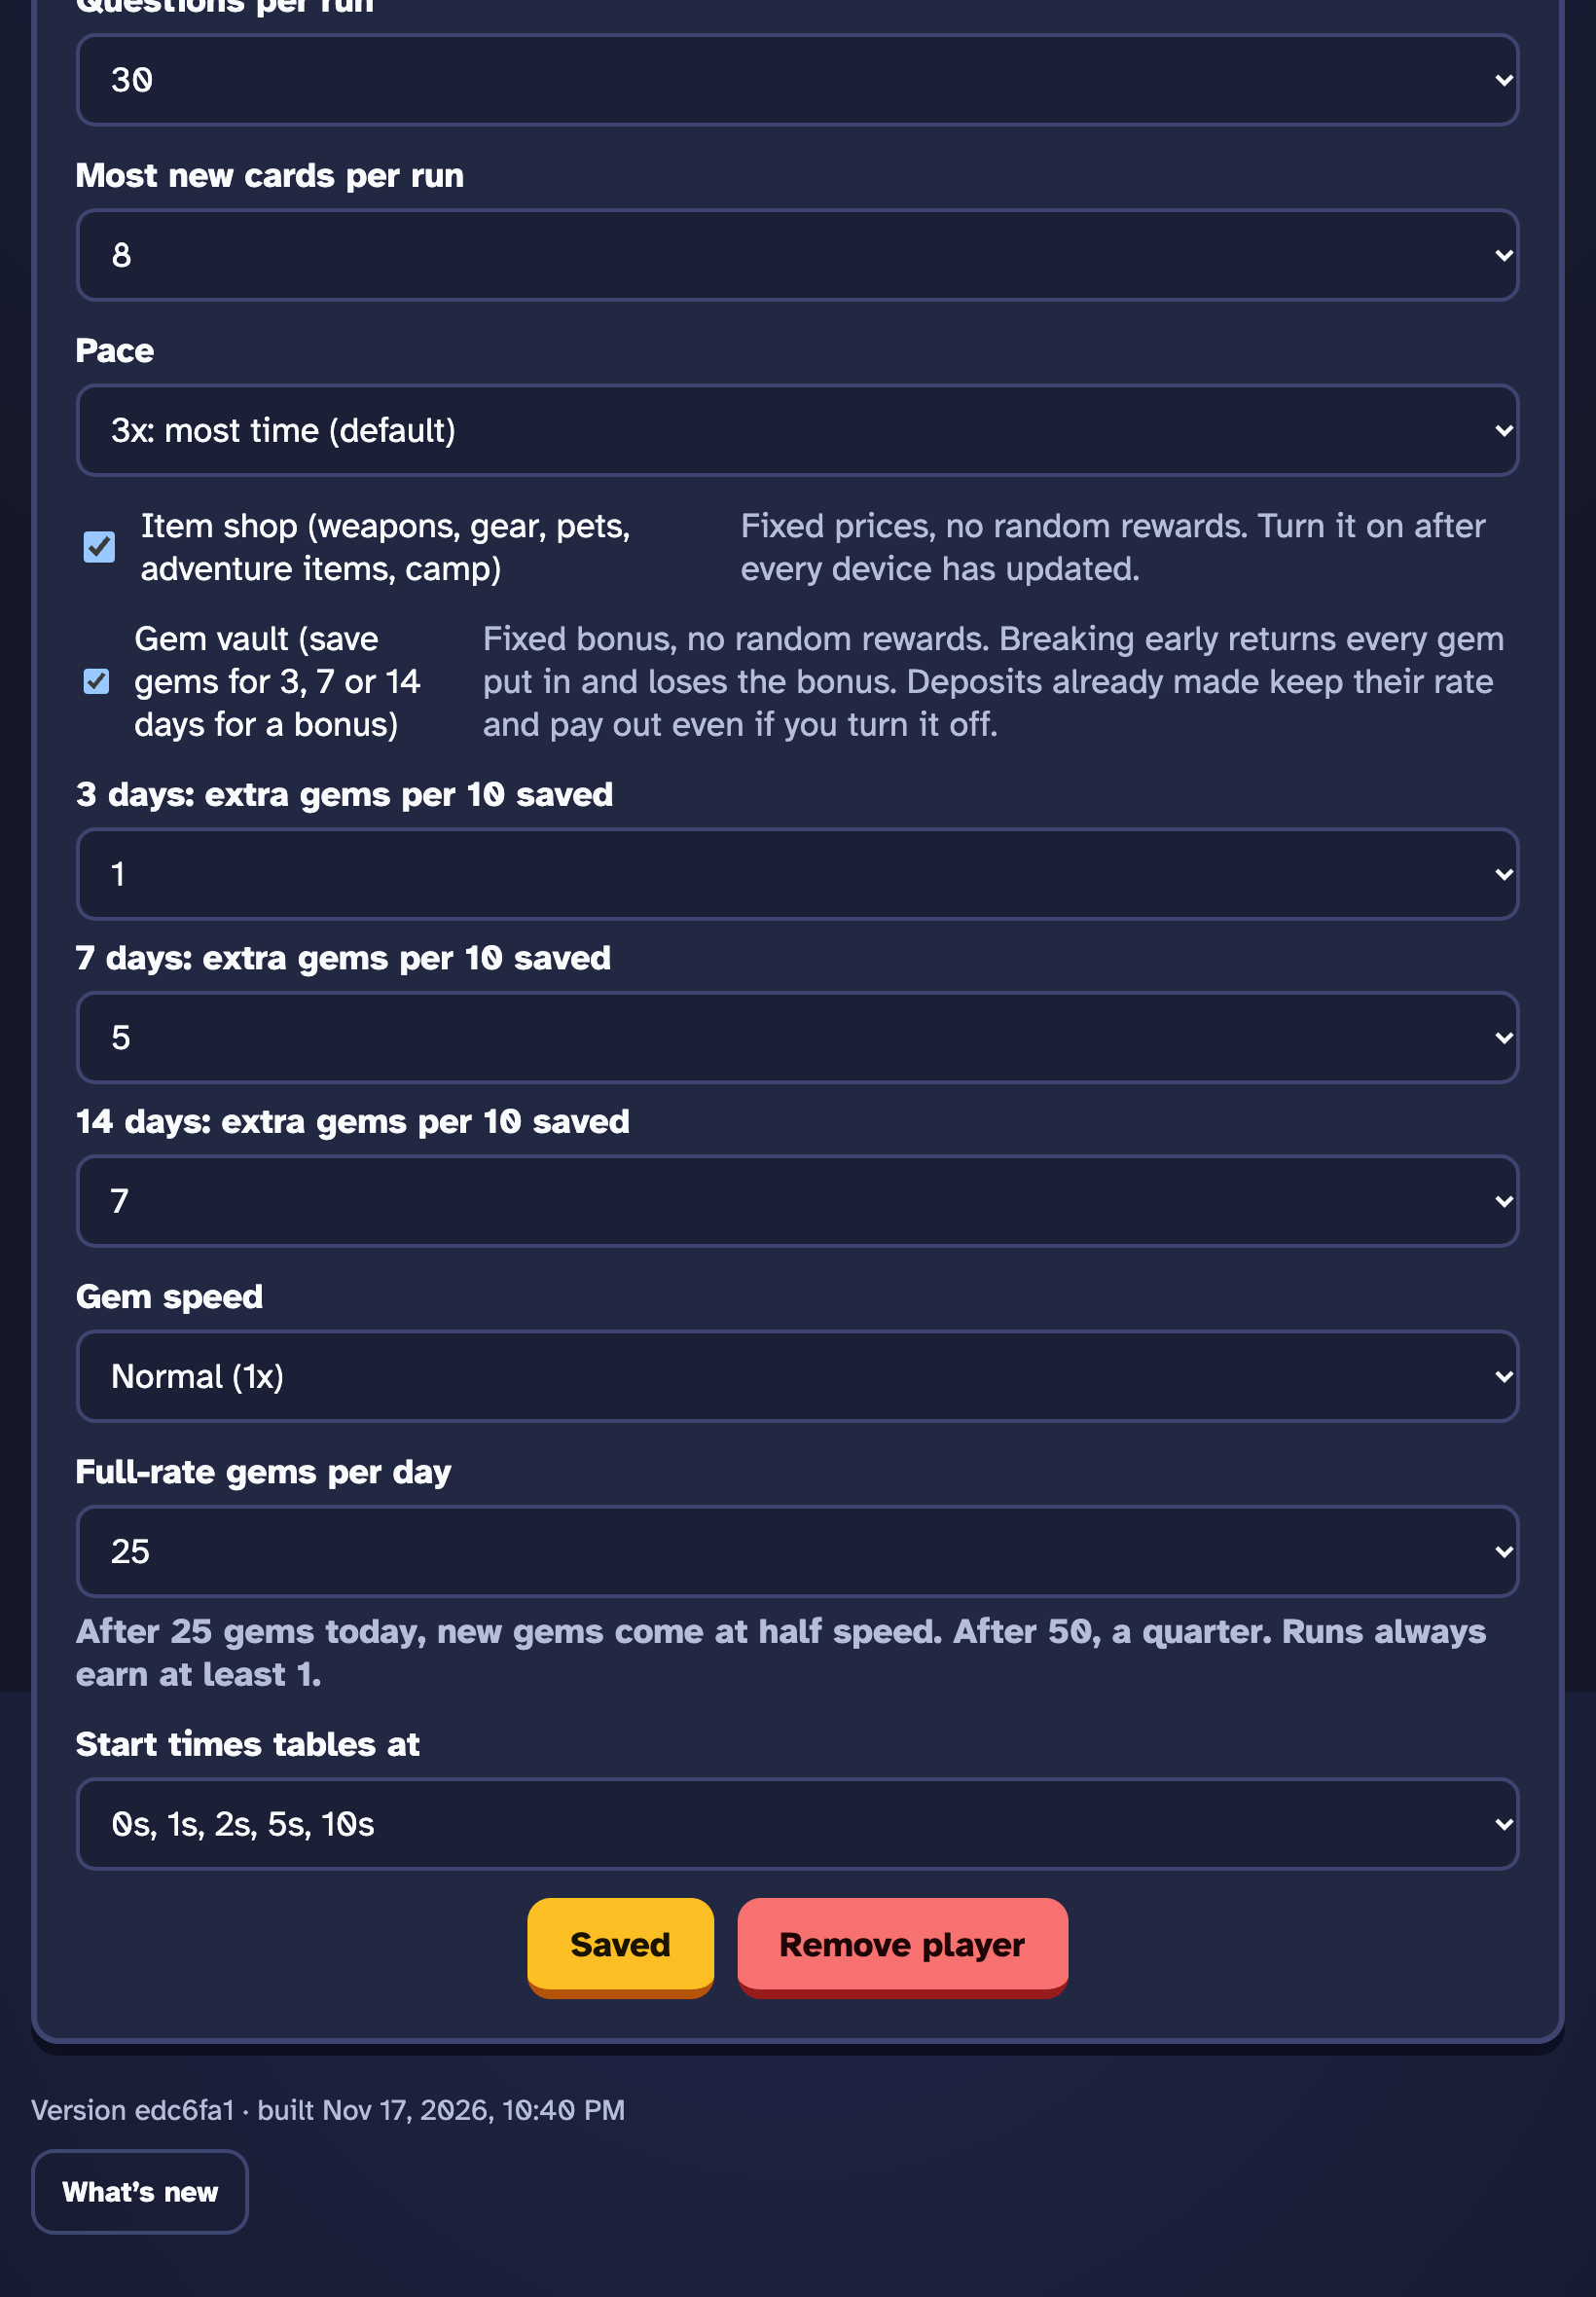 Questions per run
30
Most new cards per run
8
Pace
3x: most time (default)
Item shop (weapons, gear, pets,
adventure items, camp)
Fixed prices, no random rewards. Turn it on after
every device has updated.
Gem vault (save
gems for 3, 7 or 14
days for a bonus)
Fixed bonus, no random rewards. Breaking early returns every gem
put in and loses the bonus. Deposits already made keep their rate
and pay out even if you turn it off.
3 days: extra gems per 10 saved
1
7 days: extra gems per 10 saved
5
14 days: extra gems per 10 saved
7
Gem speed
Normal (1x)
Full-rate gems per day
25
After 25 gems today, new gems come at half speed. After 50, a quarter. Runs always
earn at least 1.
Start times tables at
0s, 1s, 2s, 5s, 10s
Saved
Remove player
Version edc6fa1 · built Nov 17, 2026, 10:40 PM
What’s new